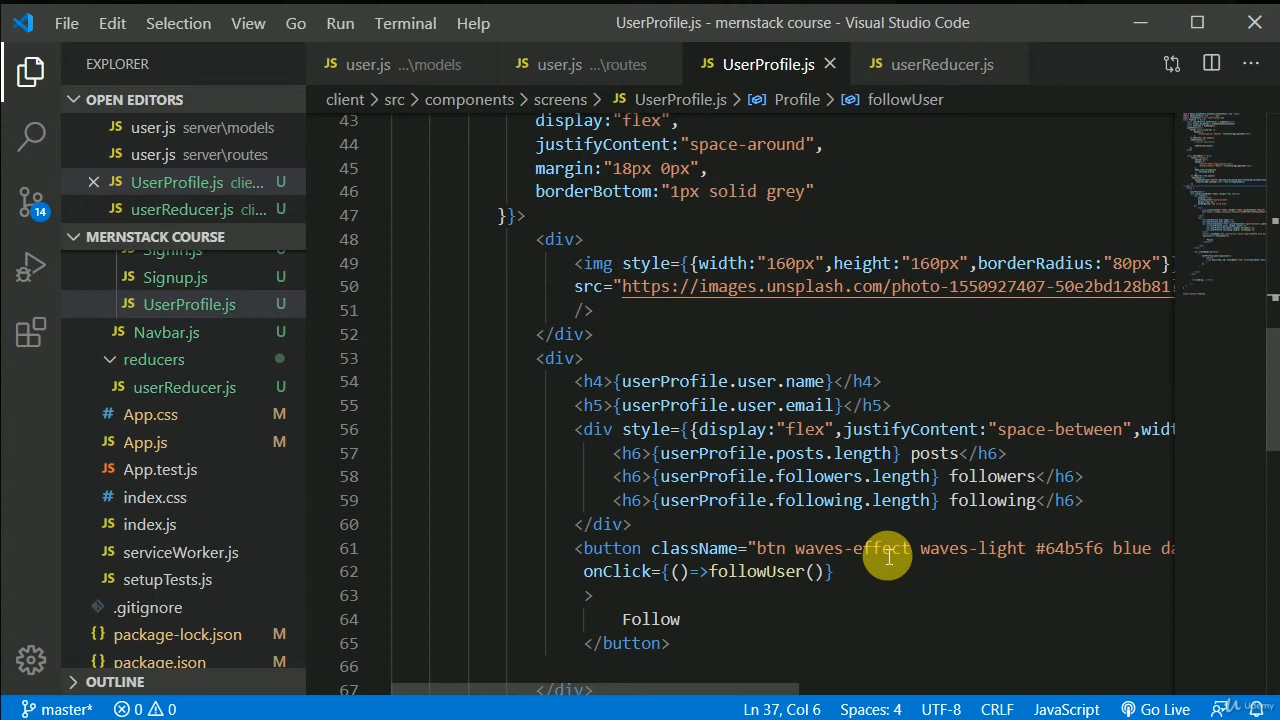 File Edit Selection View Go Run Terminal Help UserProfile.js - mernstack course - Visual Studio Code
EXPLORER
JS user.js ...\models JS user.js ...\routes JS UserProfile.js JS userReducer.js
OPEN EDITORS
JS user.js server\models
JS user.js server\routes
JS UserProfile.js clie... U
JS userReducer.js cli... U
MERNSTACK COURSE
JS Signin.js U
JS Signup.js U
JS UserProfile.js U
JS Navbar.js U
reducers
JS userReducer.js U
# App.css M
JS App.js M
JS App.test.js
# index.css
JS index.js
JS serviceWorker.js
JS setupTests.js
.gitignore
{} package-lock.json M
{} package.json M
OUTLINE
14
client > src > components > screens > JS UserProfile.js > Profile > followUser
43 display:"flex",
44 justifyContent:"space-around",
45 margin:"18px 0px",
46 borderBottom:"1px solid grey"
47 }}>
48 <div>
49 <img style={{width:"160px",height:"160px",borderRadius:"80px"}
50 src="https://images.unsplash.com/photo-1550927407-50e2bd128b81
51 />
52 </div>
53 <div>
54 <h4>{userProfile.user.name}</h4>
55 <h5>{userProfile.user.email}</h5>
56 <div style={{display:"flex",justifyContent:"space-between",widt
57 <h6>{userProfile.posts.length} posts</h6>
58 <h6>{userProfile.followers.length} followers</h6>
59 <h6>{userProfile.following.length} following</h6>
60 </div>
61 <button className="btn waves-effect waves-light #64b5f6 blue da
62 onClick={()=>followUser()}
63 >
64 Follow
65 </button>
66
67 </div>
master* 0 0 Ln 37, Col 6 Spaces: 4 UTF-8 CRLF JavaScript Go Live
Udemy